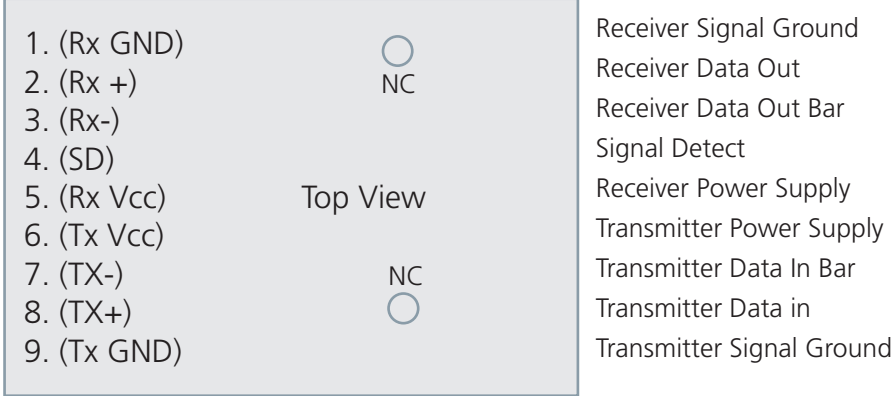 1. (Rx GND) Receiver Signal Ground
2. (Rx +) NC Receiver Data Out
3. (Rx-) Receiver Data Out Bar
4. (SD) Signal Detect
5. (Rx Vcc) Top View Receiver Power Supply
6. (Tx Vcc) Transmitter Power Supply
7. (TX-) NC Transmitter Data In Bar
8. (TX+) Transmitter Data in
9. (Tx GND) Transmitter Signal Ground